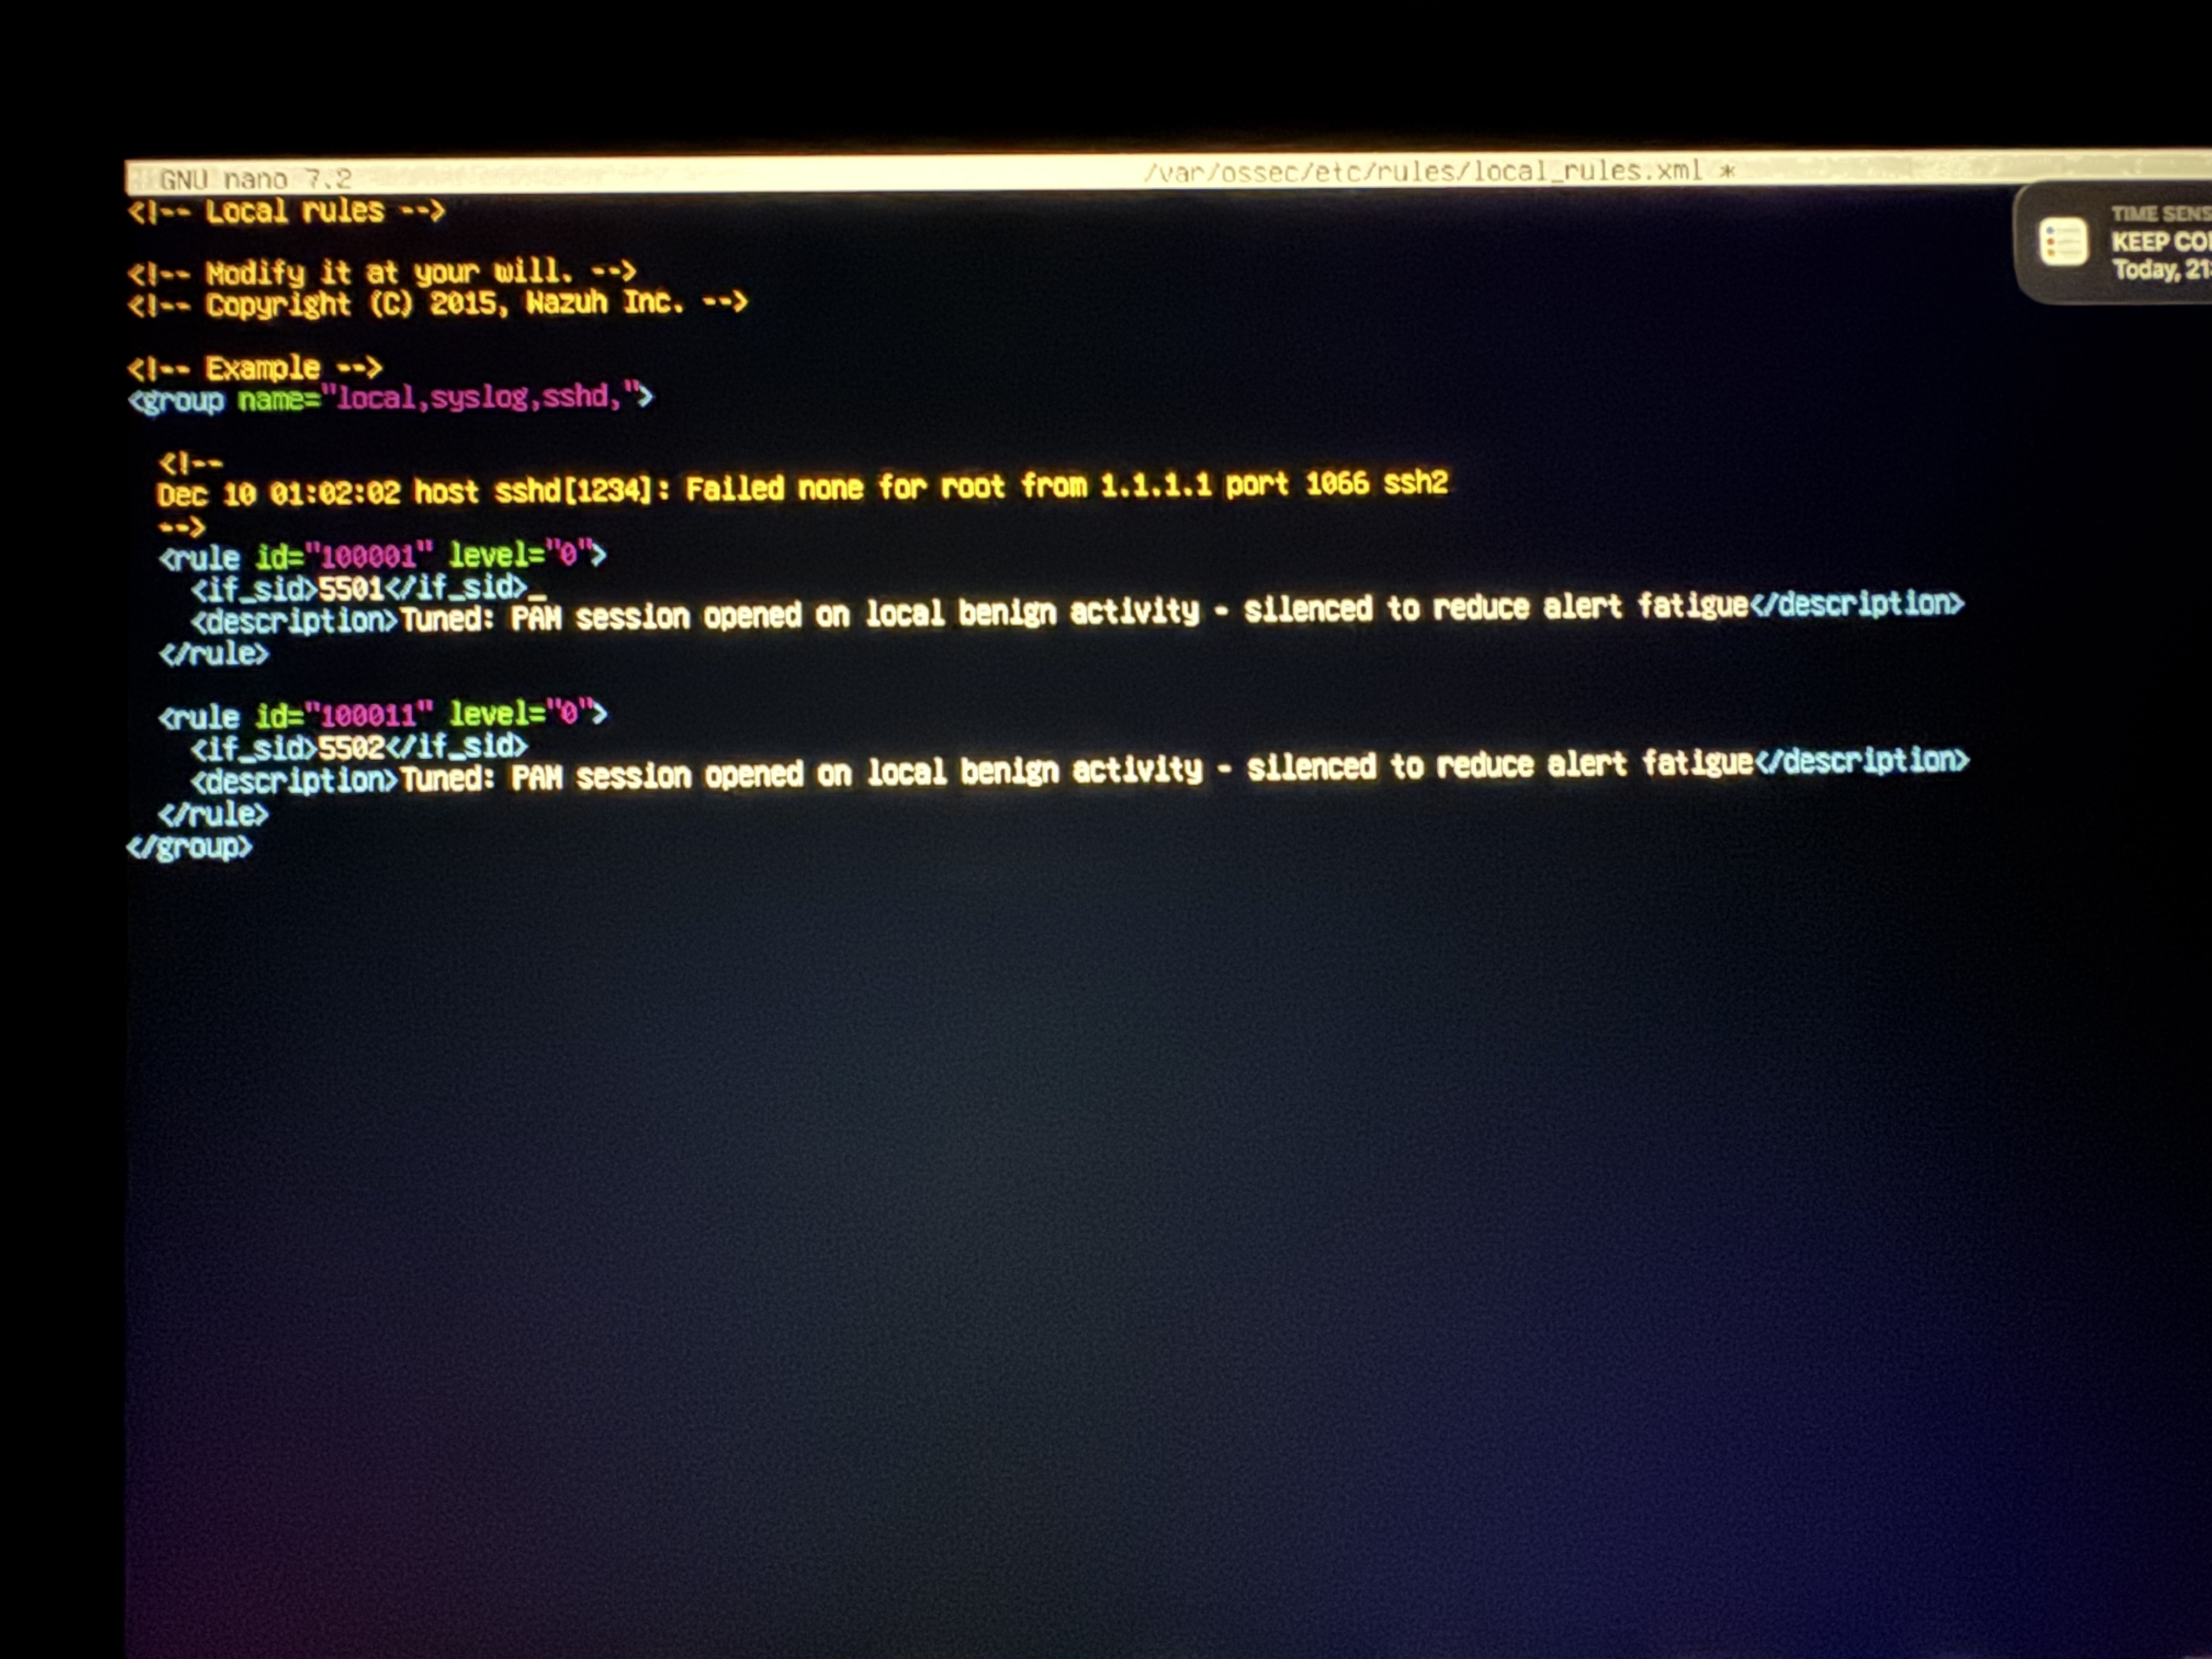 GNU nano 7.2 /var/ossec/etc/rules/local_rules.xml *
<!-- Local rules -->
TIME
KEEP
Today,
<!-- Modify it at your will. -->
<!-- Copyright (C) 2015, Wazuh Inc. -->
<!-- Example -->
<group name="local,syslog,sshd,">
<!--
Dec 10 01:02:02 host sshd[1234]: Failed none for root from 1.1.1.1 port 1066 ssh2
-->
<rule id="100001" level="0">
<if_sid>5501</if_sid>_
<description>Tuned: PAM session opened on local benign activity - silenced to reduce alert fatigue</description>
</rule>
<rule id="100011" level="0">
<if_sid>5502</if_sid>
<description>Tuned: PAM session opened on local benign activity - silenced to reduce alert fatigue</description>
</rule>
</group>